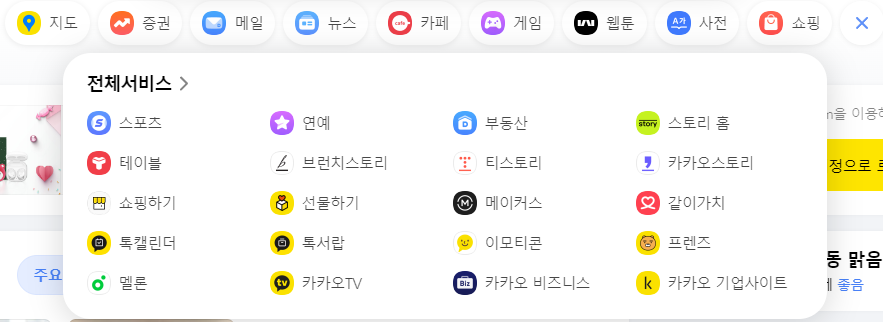 지도 증권 메일 뉴스 카페 게임 웹툰 사전 쇼핑
전체서비스
스포츠 연예 부동산 스토리 홈
테이블 브런치스토리 티스토리 카카오스토리
쇼핑하기 선물하기 메이커스 같이가치
톡캘린더 톡서랍 이모티콘 프렌즈
멜론 카카오TV 카카오 비즈니스 카카오 기업사이트
cafe
가
story
tv
Biz
k
을 이용하
정으로 로
주요
동 맑음
좋음